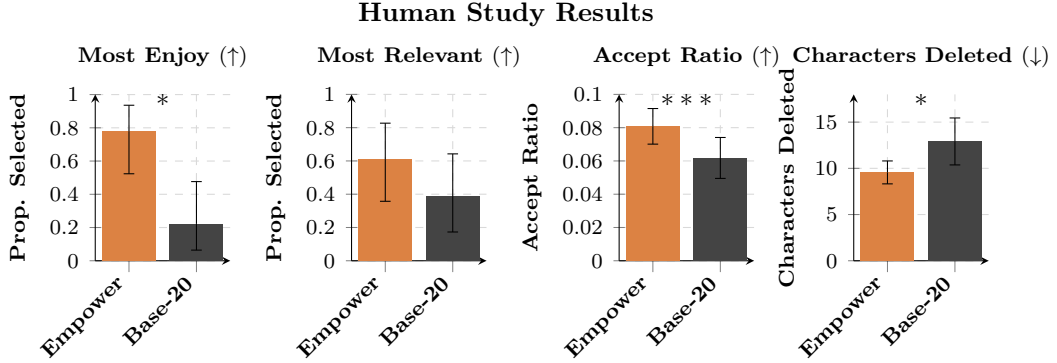 Human Study Results
Most Enjoy (↑)
Prop. Selected
1
0.8
0.6
0.4
0.2
0
*
Empower
Base-20
Most Relevant (↑)
Prop. Selected
1
0.8
0.6
0.4
0.2
0
Empower
Base-20
Accept Ratio (↑)
Accept Ratio
0.1
0.08
0.06
0.04
0.02
0
* * *
Empower
Base-20
Characters Deleted (↓)
Characters Deleted
15
10
5
0
*
Empower
Base-20